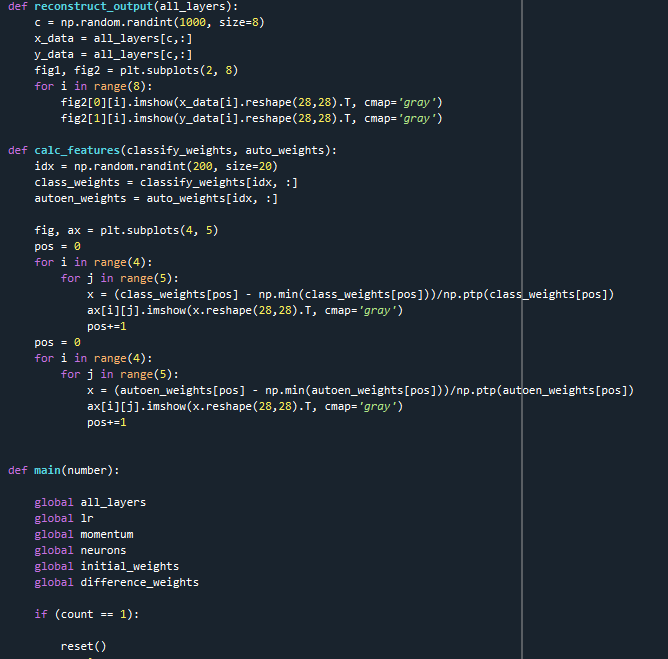 def reconstruct_output(all_layers):
    c = np.random.randint(1000, size=8)
    x_data = all_layers[c,:]
    y_data = all_layers[c,:]
    fig1, fig2 = plt.subplots(2, 8)
    for i in range(8):
        fig2[0][i].imshow(x_data[i].reshape(28,28).T, cmap='gray')
        fig2[1][i].imshow(y_data[i].reshape(28,28).T, cmap='gray')

def calc_features(classify_weights, auto_weights):
    idx = np.random.randint(200, size=20)
    class_weights = classify_weights[idx, :]
    autoen_weights = auto_weights[idx, :]

    fig, ax = plt.subplots(4, 5)
    pos = 0
    for i in range(4):
        for j in range(5):
            x = (class_weights[pos] - np.min(class_weights[pos]))/np.ptp(class_weights[pos])
            ax[i][j].imshow(x.reshape(28,28).T, cmap='gray')
            pos+=1
    pos = 0
    for i in range(4):
        for j in range(5):
            x = (autoen_weights[pos] - np.min(autoen_weights[pos]))/np.ptp(autoen_weights[pos])
            ax[i][j].imshow(x.reshape(28,28).T, cmap='gray')
            pos+=1


def main(number):

    global all_layers
    global lr
    global momentum
    global neurons
    global initial_weights
    global difference_weights

    if (count == 1):

        reset()